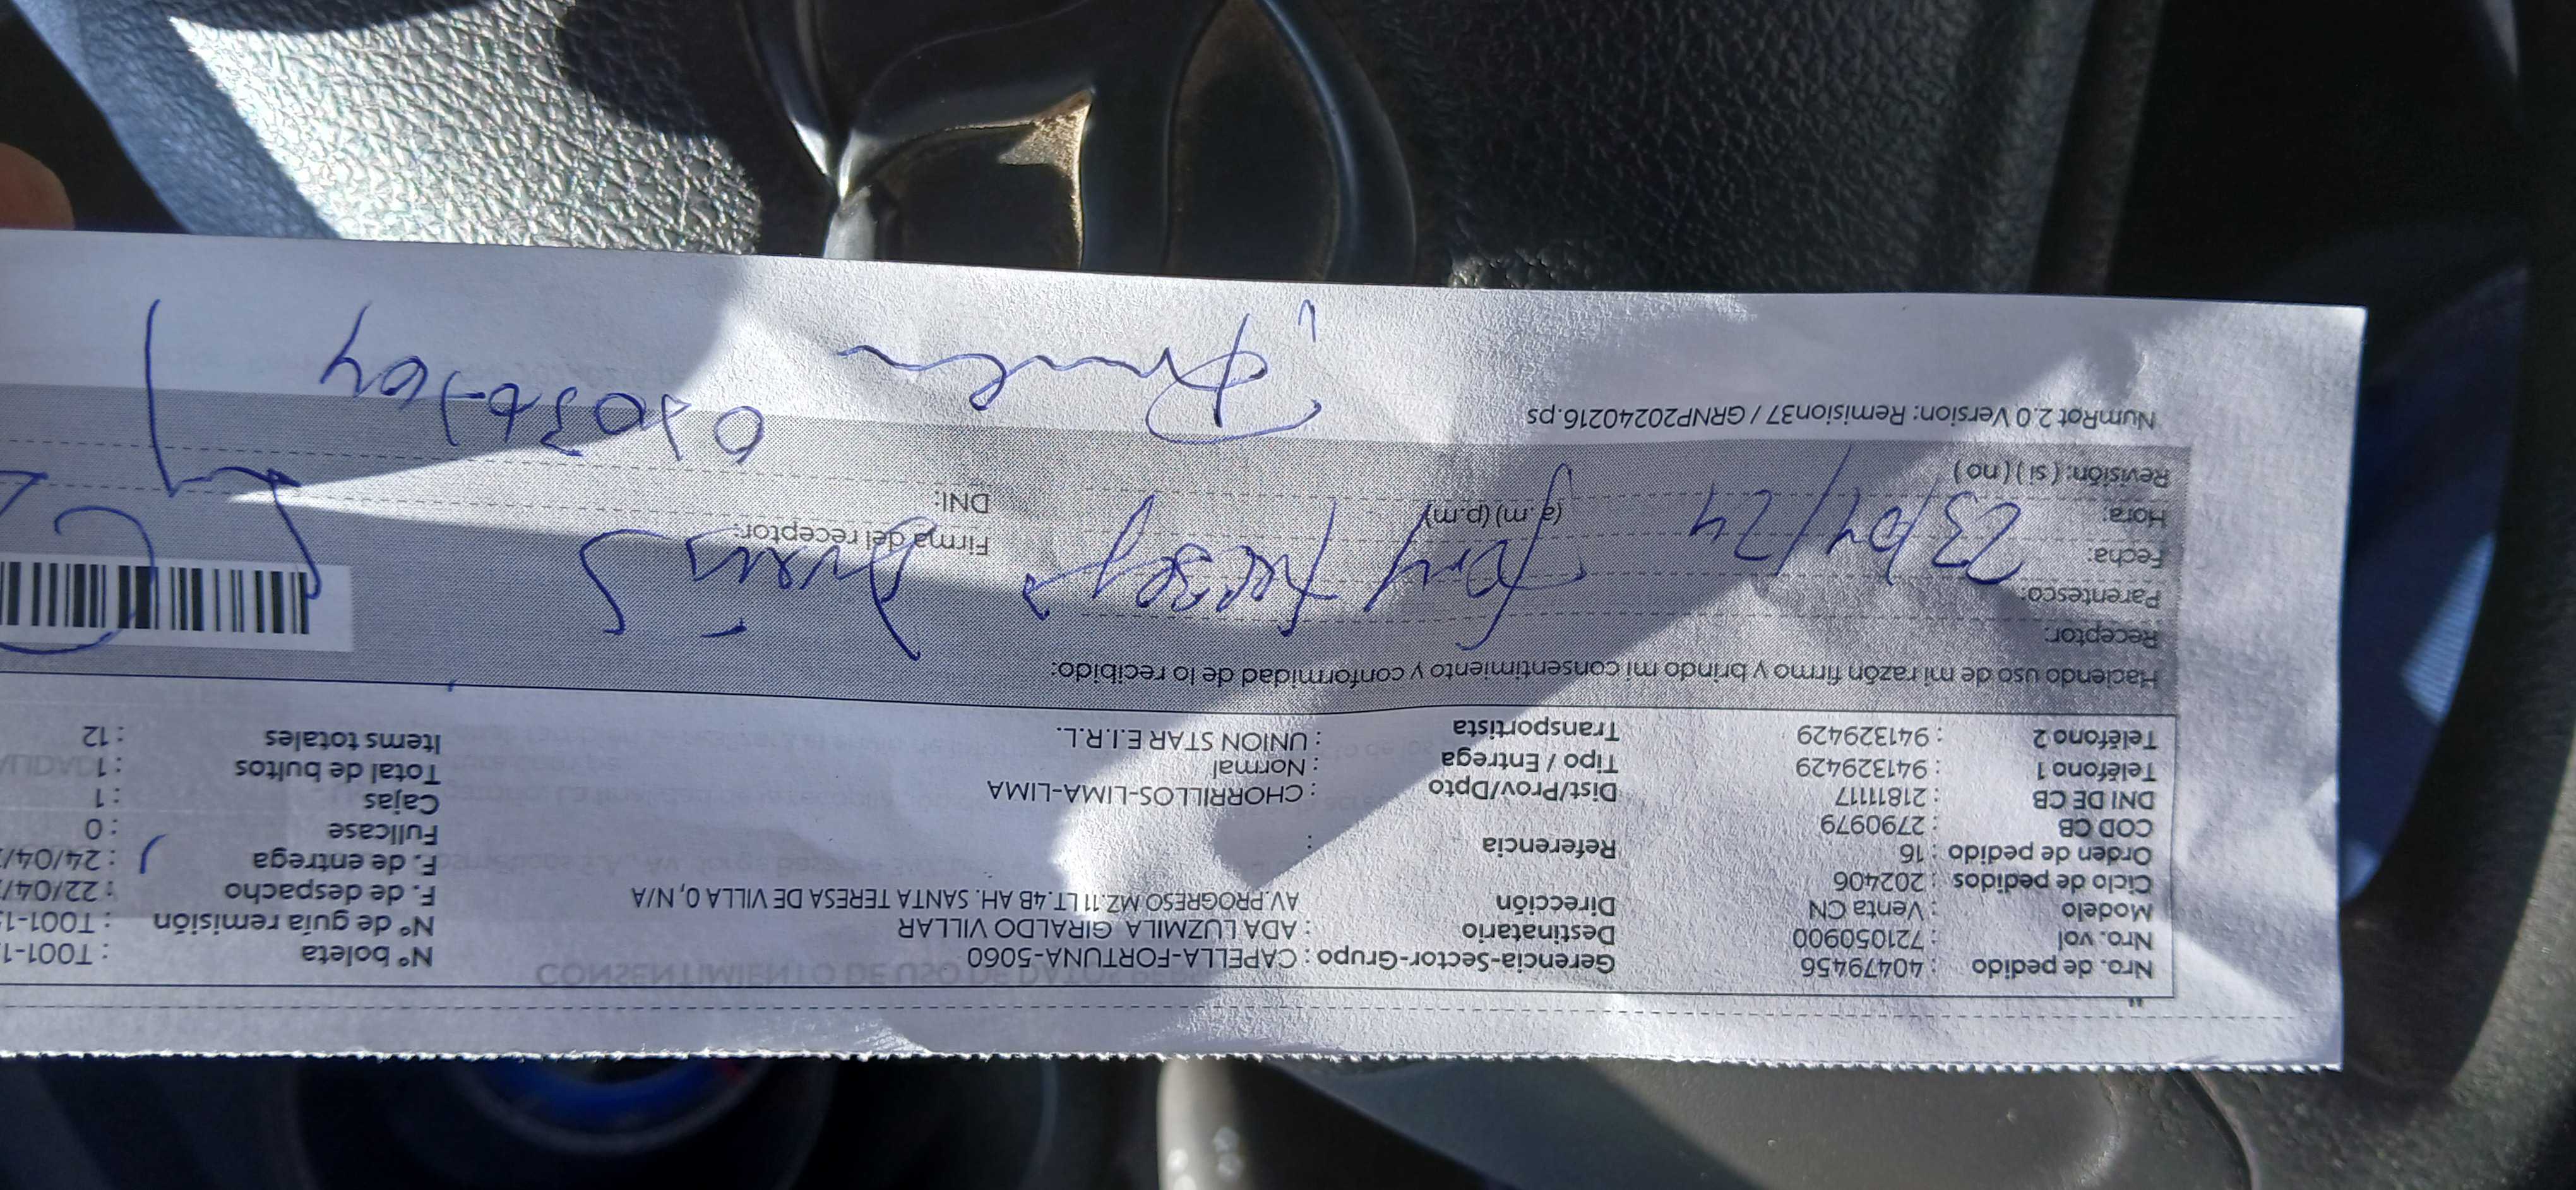 Nro. de pedido : 40479456 Gerencia-Sector-Grupo : CAPELLA-FORTUNA-5060 N° boleta : T001-1
Nro. vol : 721050900 Destinatario : ADA LUZMILA GIRALDO VILLAR N° de guía remisión : T001-1
Modelo : Venta CN Dirección AV. PROGRESO MZ.11 LT.4B AH. SANTA TERESA DE VILLA 0, N/A F. de despacho : 22/04/
Ciclo de pedidos : 202406 F. de entrega : 24/04/
Orden de pedido : 16 Referencia : Fullcase : 0
COD CB : 2790979 Cajas : 1
DNI DE CB : 21811117 Dist/Prov/Dpto : CHORRILLOS-LIMA-LIMA Total de bultos : 1
Teléfono 1 : 941329429 Tipo / Entrega : Normal Items totales : 12
Teléfono 2 : 941329429 Transportista : UNION STAR E.I.R.L.
Haciendo uso de mi razón firmo y brindo mi consentimiento y conformidad de lo recibido:
Receptor:
Parentesco:
Fecha: 23/04/24
Hora: (a.m) (p.m) Firma del receptor:
Revisión: ( si ) ( no ) DNI:
NumRot 2.0 Version: Remision37 / GRNP20240216.ps